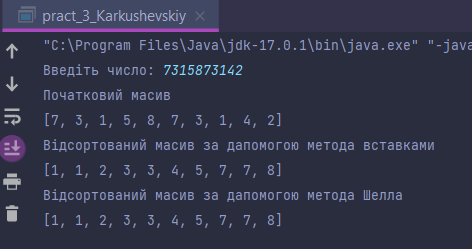 pract_3_Karkushevskiy
"C:\Program Files\Java\jdk-17.0.1\bin\java.exe" "-java
Введіть число: 7315873142
Початковий масив
[7, 3, 1, 5, 8, 7, 3, 1, 4, 2]
Відсортований масив за дапомогою метода вставками
[1, 1, 2, 3, 3, 4, 5, 7, 7, 8]
Відсортований масив за дапомогою метода Шелла
[1, 1, 2, 3, 3, 4, 5, 7, 7, 8]